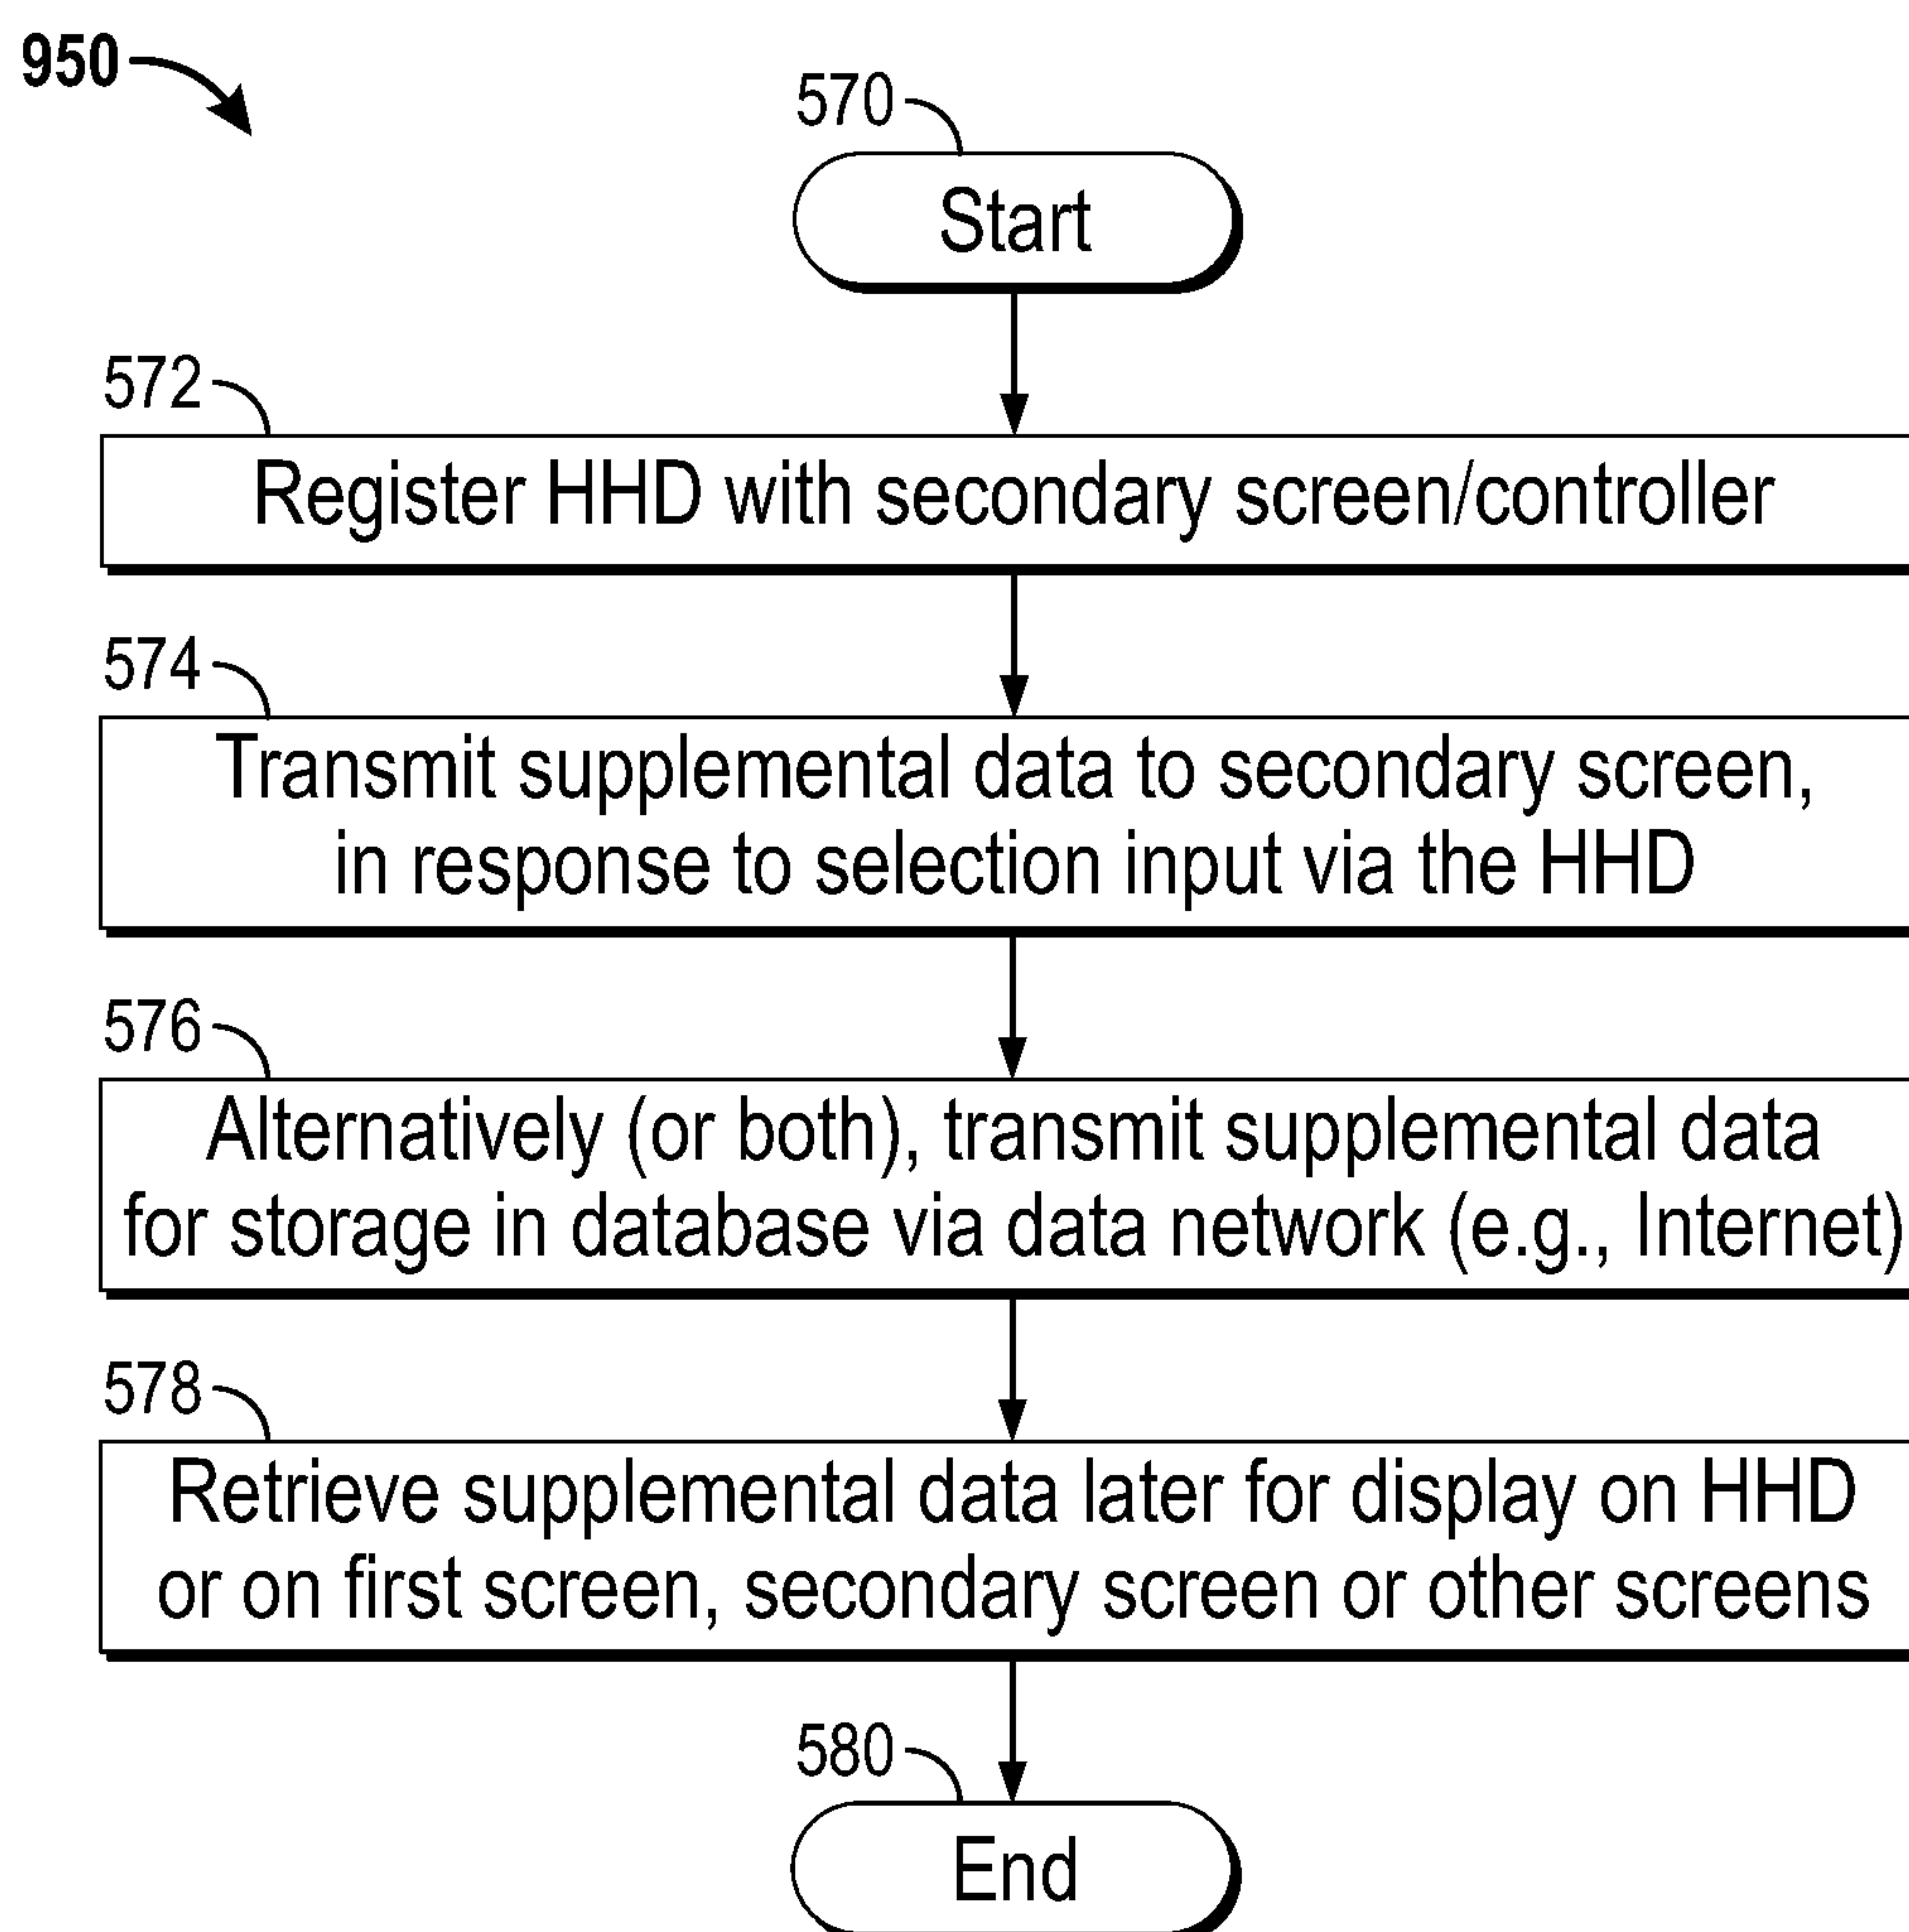 950
570
Start
572
Register HHD with secondary screen/controller
574
Transmit supplemental data to secondary screen,
in response to selection input via the HHD
576
Alternatively (or both), transmit supplemental data
for storage in database via data network (e.g., Internet)
578
Retrieve supplemental data later for display on HHD
or on first screen, secondary screen or other screens
580
End